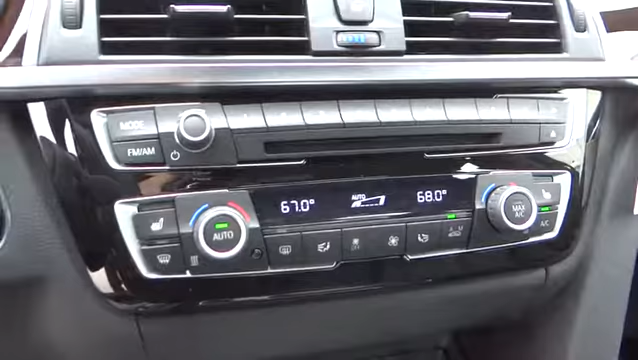 MODE
FM/AM
67.0°
AUTO
68.0°
AUTO
MAX
A/C
A/C